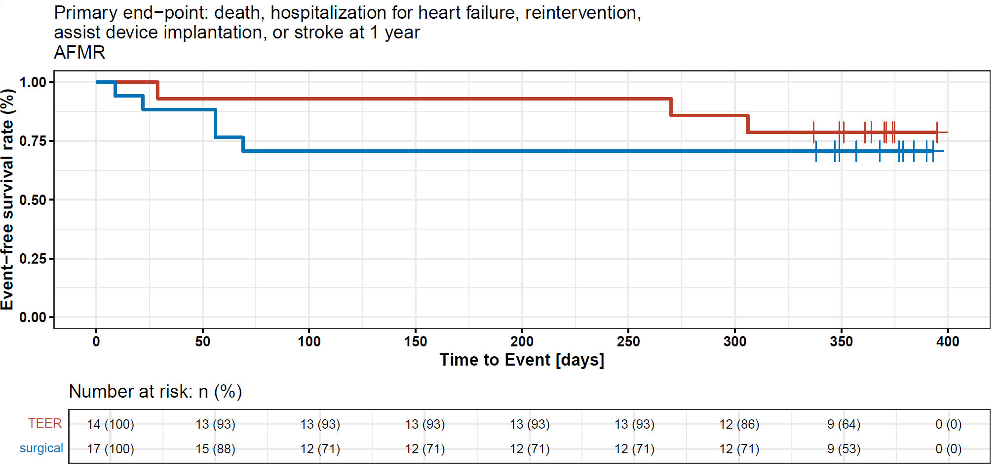 Primary end−point: death, hospitalization for heart failure, reintervention,
assist device implantation, or stroke at 1 year
AFMR
Event−free survival rate (%)
1.00
0.75
0.50
0.25
0.00
0 50 100 150 200 250 300 350 400
Time to Event [days]
Number at risk: n (%)
TEER 14 (100) 13 (93) 13 (93) 13 (93) 13 (93) 13 (93) 12 (86) 9 (64) 0 (0)
surgical 17 (100) 15 (88) 12 (71) 12 (71) 12 (71) 12 (71) 12 (71) 9 (53) 0 (0)